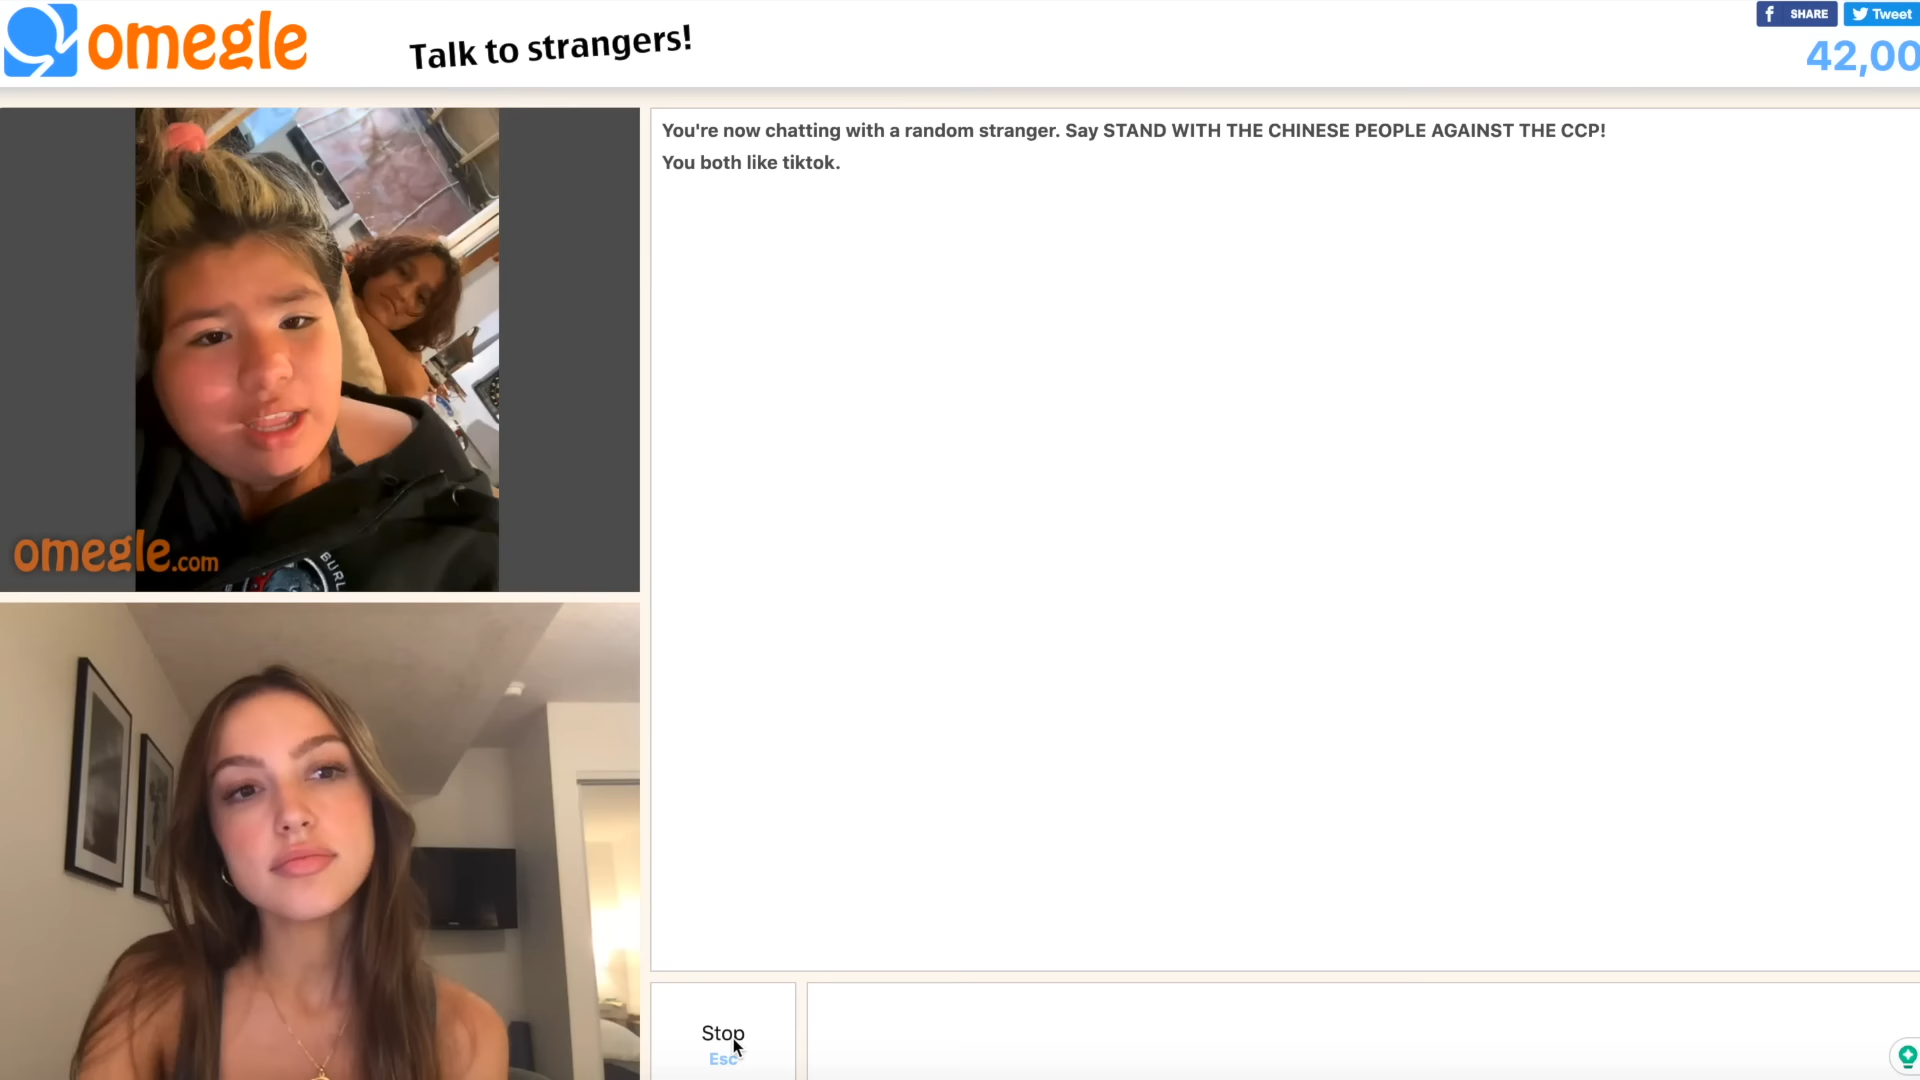 omegle
Talk to strangers!
SHARE
Tweet
42,00
You're now chatting with a random stranger. Say STAND WITH THE CHINESE PEOPLE AGAINST THE CCP!
You both like tiktok.
BURL
omegle.com
Stop
Esc